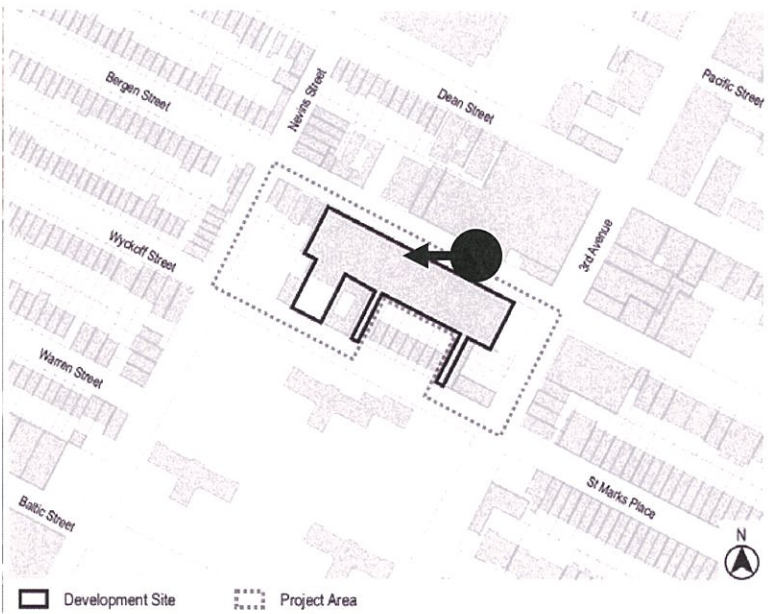 Pacific Street
Bergen Street
Nevins Street
Dean Street
3rd Avenue
Wyckoff Street
Warren Street
Baltic Street
St Marks Place
N
Development Site
Project Area